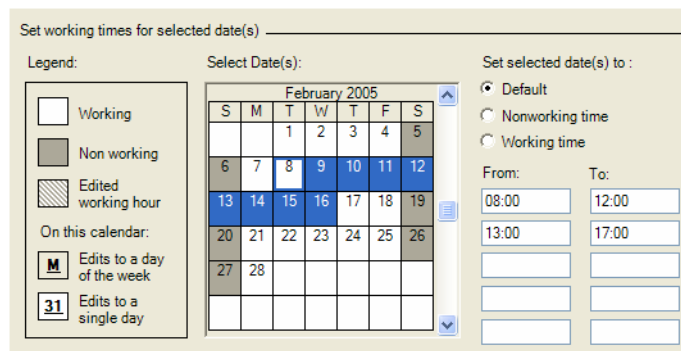 Set working times for selected date(s)
Legend:
Working
Non working
Edited
working hour
On this calendar:
M
Edits to a day
of the week
31
Edits to a
single day
Select Date(s):
February 2005
S M T W T F S
1 2 3 4 5
6 7 8 9 10 11 12
13 14 15 16 17 18 19
20 21 22 23 24 25 26
27 28
Set selected date(s) to :
Default
Nonworking time
Working time
From: To:
08:00 12:00
13:00 17:00